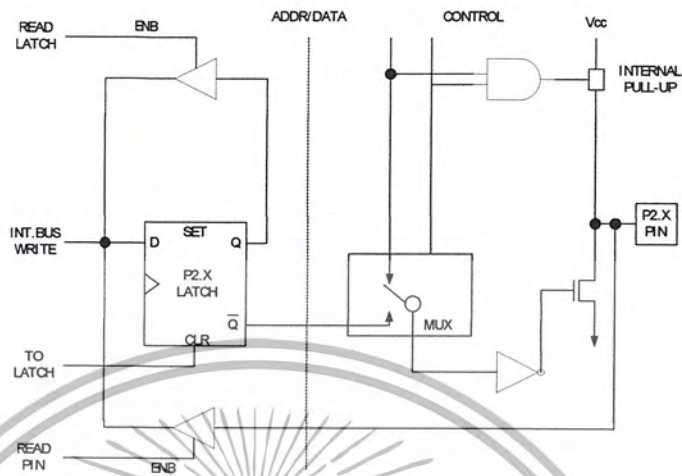 READ
LATCH
ENB
ADDR/DATA
CONTROL
Vcc
INTERNAL
PULL-UP
INT.BUS
WRITE
SET
D
Q
P2.X
LATCH
Q
CLR
MUX
P2.X
PIN
TO
LATCH
READ
PIN
ENB